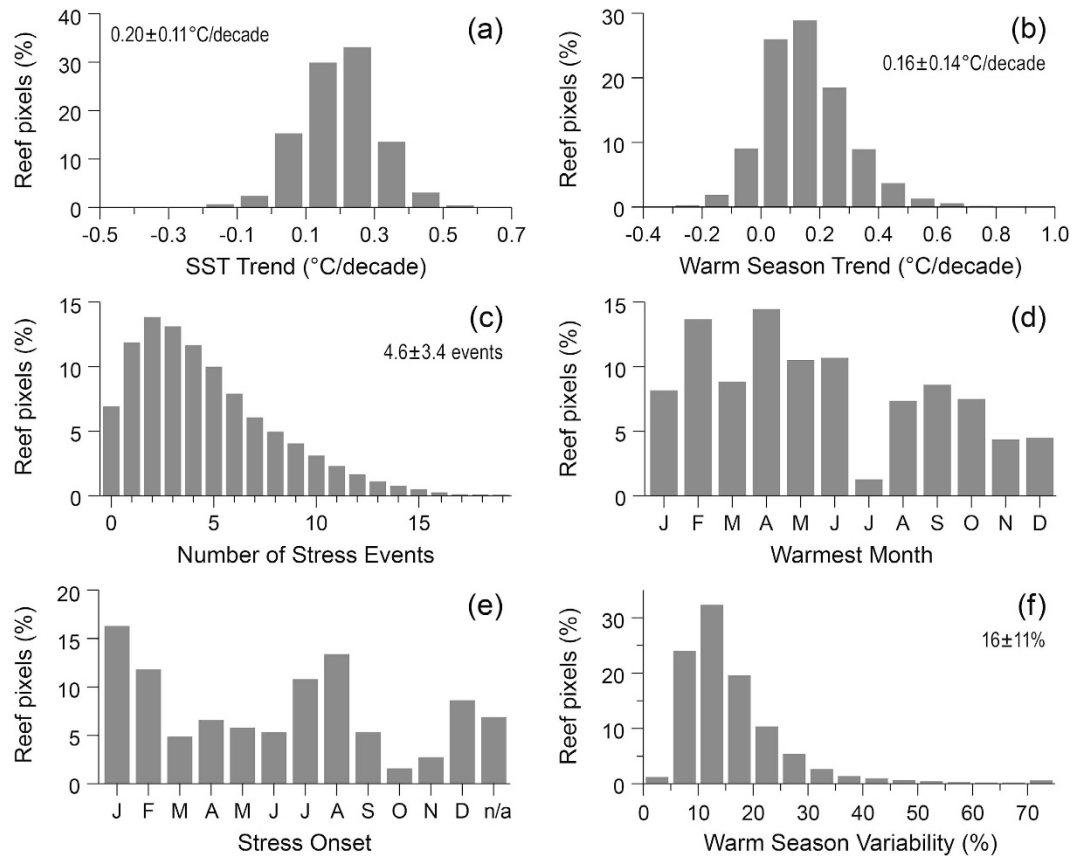 (a)
0.20±0.11°C/decade
Reef pixels (%)
40
30
20
10
0
-0.5 -0.3 -0.1 0.1 0.3 0.5 0.7
SST Trend (°C/decade)
(b)
0.16±0.14°C/decade
Reef pixels (%)
30
20
10
0
-0.4 -0.2 0.0 0.2 0.4 0.6 0.8 1.0
Warm Season Trend (°C/decade)
(c)
4.6±3.4 events
Reef pixels (%)
15
10
5
0
0 5 10 15
Number of Stress Events
(d)
Reef pixels (%)
15
10
5
0
J F M A M J J A S O N D
Warmest Month
(e)
Reef pixels (%)
20
15
10
5
0
J F M A M J J A S O N D n/a
Stress Onset
(f)
16±11%
Reef pixels (%)
30
20
10
0
0 10 20 30 40 50 60 70
Warm Season Variability (%)